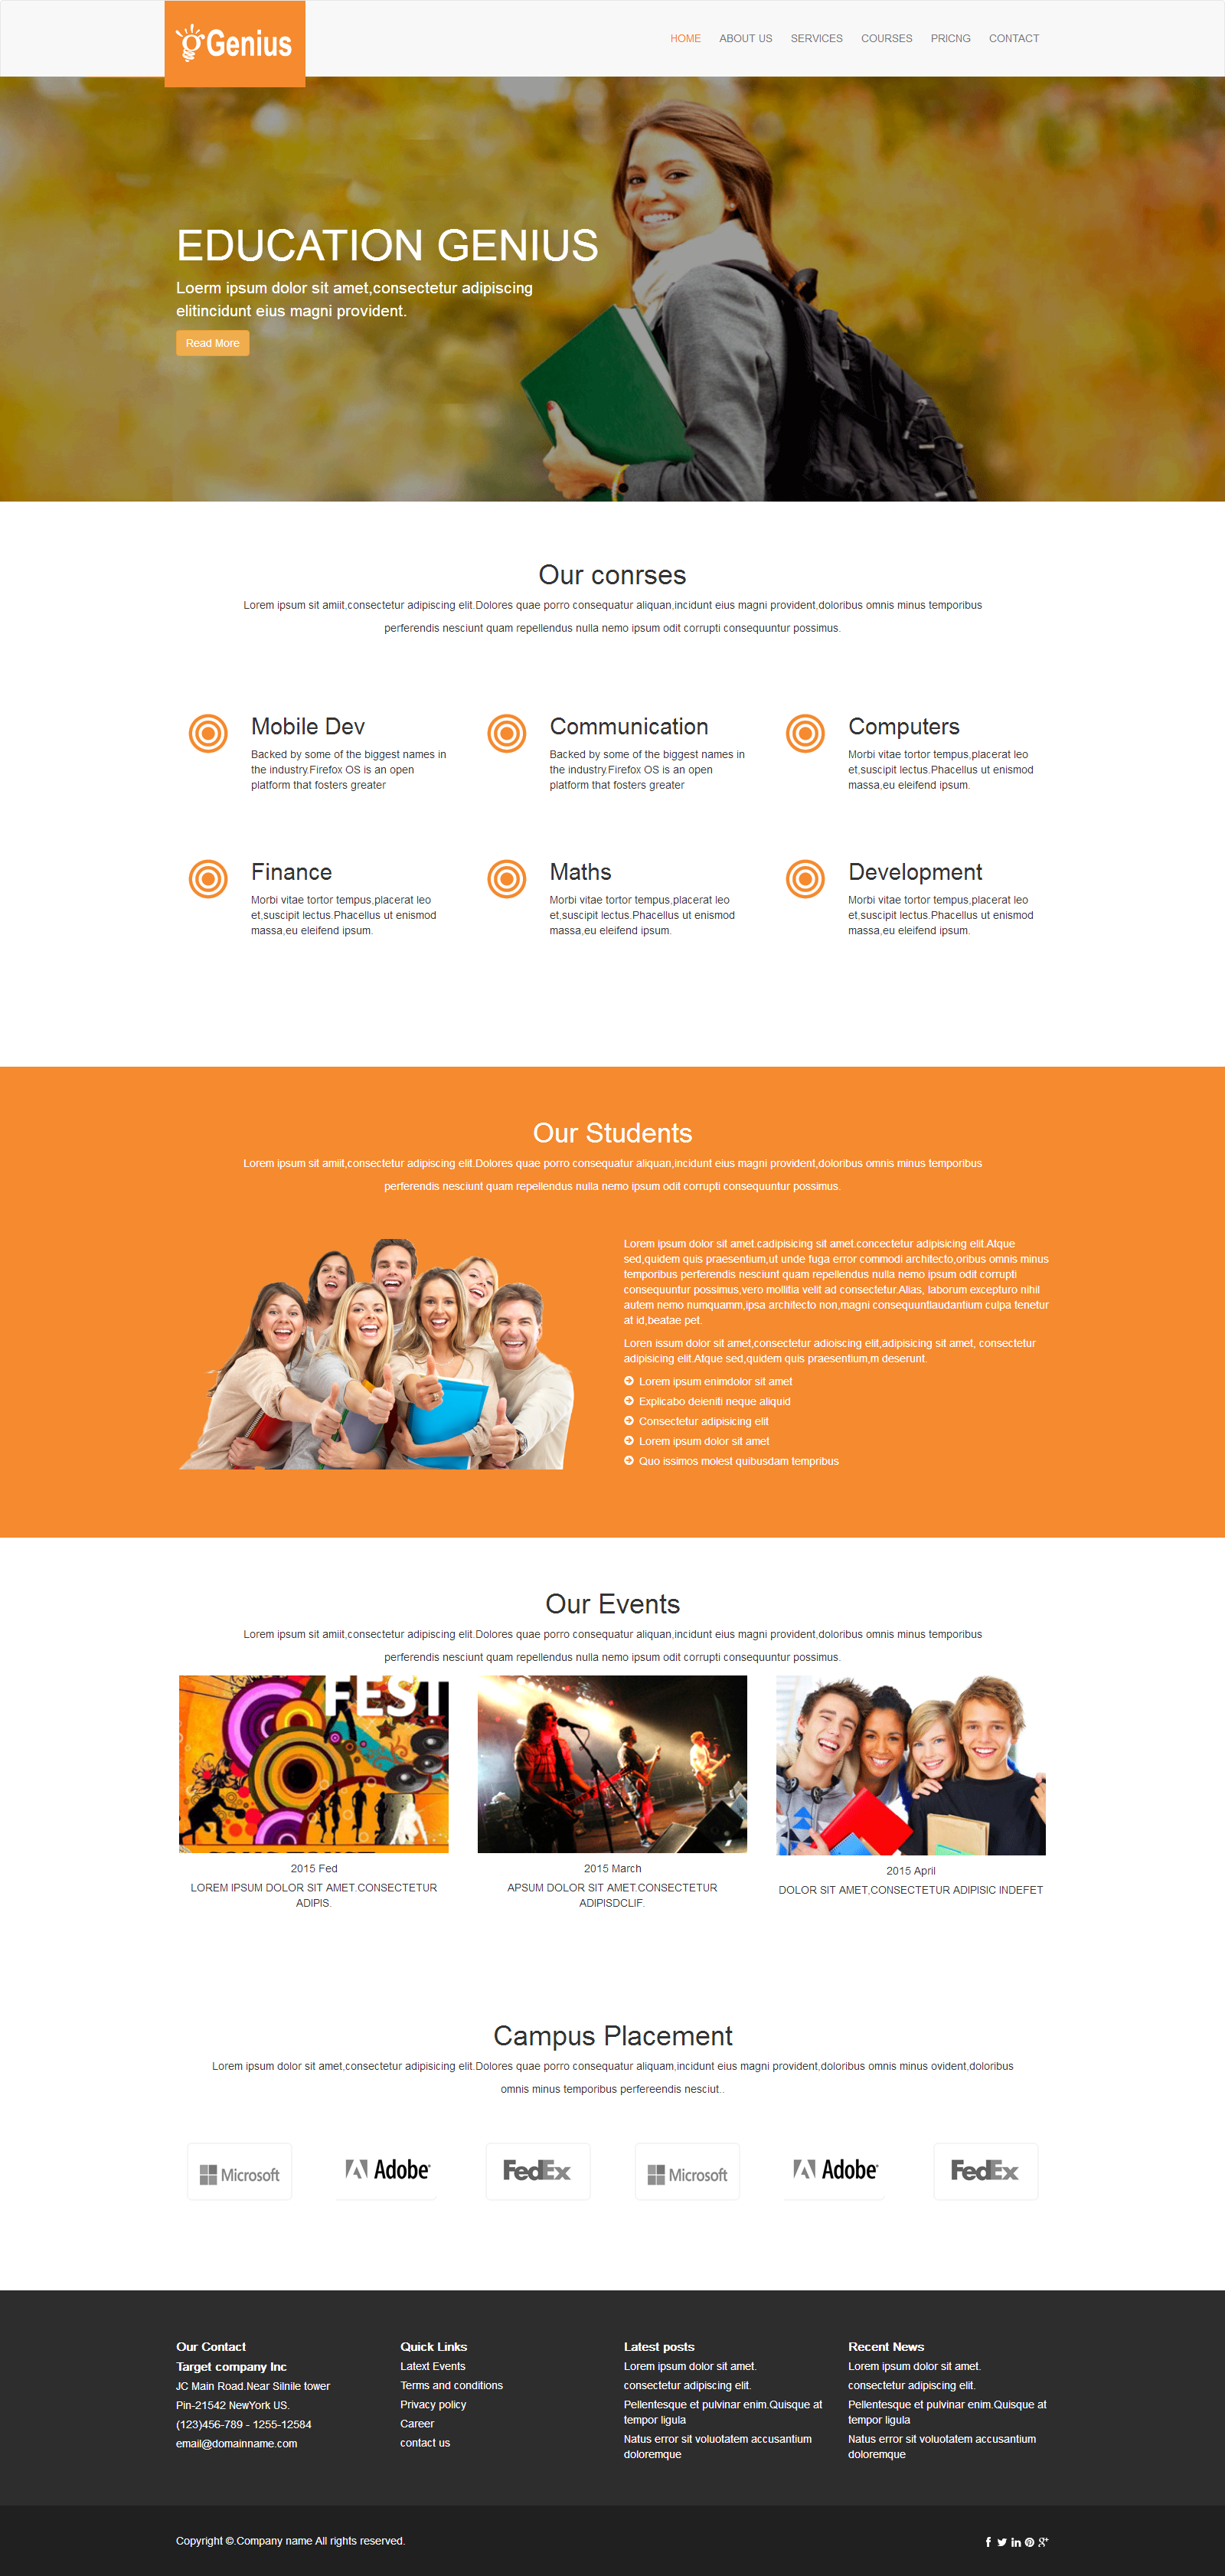 Genius
HOME ABOUT US SERVICES COURSES PRICNG CONTACT
EDUCATION GENIUS
Loerm ipsum dolor sit amet,consectetur adipiscing
elitincidunt eius magni provident.
Read More
Our conrses
Lorem ipsum sit amiit,consectetur adipiscing elit.Dolores quae porro consequatur aliquan,incidunt eius magni provident,doloribus omnis minus temporibus
perferendis nesciunt quam repellendus nulla nemo ipsum odit corrupti consequuntur possimus.
Mobile Dev
Backed by some of the biggest names in
the industry.Firefox OS is an open
platform that fosters greater
Communication
Backed by some of the biggest names in
the industry.Firefox OS is an open
platform that fosters greater
Computers
Morbi vitae tortor tempus,placerat leo
et,suscipit lectus.Phacellus ut enismod
massa,eu eleifend ipsum.
Finance
Morbi vitae tortor tempus,placerat leo
et,suscipit lectus.Phacellus ut enismod
massa,eu eleifend ipsum.
Maths
Morbi vitae tortor tempus,placerat leo
et,suscipit lectus.Phacellus ut enismod
massa,eu eleifend ipsum.
Development
Morbi vitae tortor tempus,placerat leo
et,suscipit lectus.Phacellus ut enismod
massa,eu eleifend ipsum.
Our Students
Lorem ipsum sit amiit,consectetur adipiscing elit.Dolores quae porro consequatur aliquan,incidunt eius magni provident,doloribus omnis minus temporibus
perferendis nesciunt quam repellendus nulla nemo ipsum odit corrupti consequuntur possimus.
Lorem ipsum dolor sit amet.cadipisicing sit amet.concectetur adipisicing elit.Atque
sed,quidem quis praesentium,ut unde fuga error commodi architecto,oribus omnis minus
temporibus perferendis nesciunt quam repellendus nulla nemo ipsum odit corrupti
consequuntur possimus,vero mollitia velit ad consectetur.Alias, laborum excepturo nihil
autem nemo numquamm,ipsa architecto non,magni consequuntlaudantium culpa tenetur
at id,beatae pet.
Loren issum dolor sit amet,consectetur adioiscing elit,adipisicing sit amet, consectetur
adipisicing elit.Atque sed,quidem quis praesentium,m deserunt.
Lorem ipsum enimdolor sit amet
Explicabo deieniti neque aliquid
Consectetur adipisicing elit
Lorem ipsum dolor sit amet
Quo issimos molest quibusdam tempribus
Our Events
Lorem ipsum sit amiit,consectetur adipiscing elit.Dolores quae porro consequatur aliquan,incidunt eius magni provident,doloribus omnis minus temporibus
perferendis nesciunt quam repellendus nulla nemo ipsum odit corrupti consequuntur possimus.
FEST
2015 Fed
LOREM IPSUM DOLOR SIT AMET.CONSECTETUR
ADIPIS.
2015 March
APSUM DOLOR SIT AMET.CONSECTETUR
ADIPISDCLIF.
2015 April
DOLOR SIT AMET,CONSECTETUR ADIPISIC INDEFET
Campus Placement
Lorem ipsum dolor sit amet,consectetur adipisicing elit.Dolores quae porro consequatur aliquam,incidunt eius magni provident,doloribus omnis minus ovident,doloribus
omnis minus temporibus perfereendis nesciut..
Microsoft Adobe FedEx Microsoft Adobe FedEx
Our Contact
Target company Inc
JC Main Road.Near Silnile tower
Pin-21542 NewYork US.
(123)456-789 - 1255-12584
email@domainname.com
Quick Links
Latext Events
Terms and conditions
Privacy policy
Career
contact us
Latest posts
Lorem ipsum dolor sit amet.
consectetur adipiscing elit.
Pellentesque et pulvinar enim.Quisque at
tempor ligula
Natus error sit voluotatem accusantium
doloremque
Recent News
Lorem ipsum dolor sit amet.
consectetur adipiscing elit.
Pellentesque et pulvinar enim.Quisque at
tempor ligula
Natus error sit voluotatem accusantium
doloremque
Copyright ©.Company name All rights reserved.